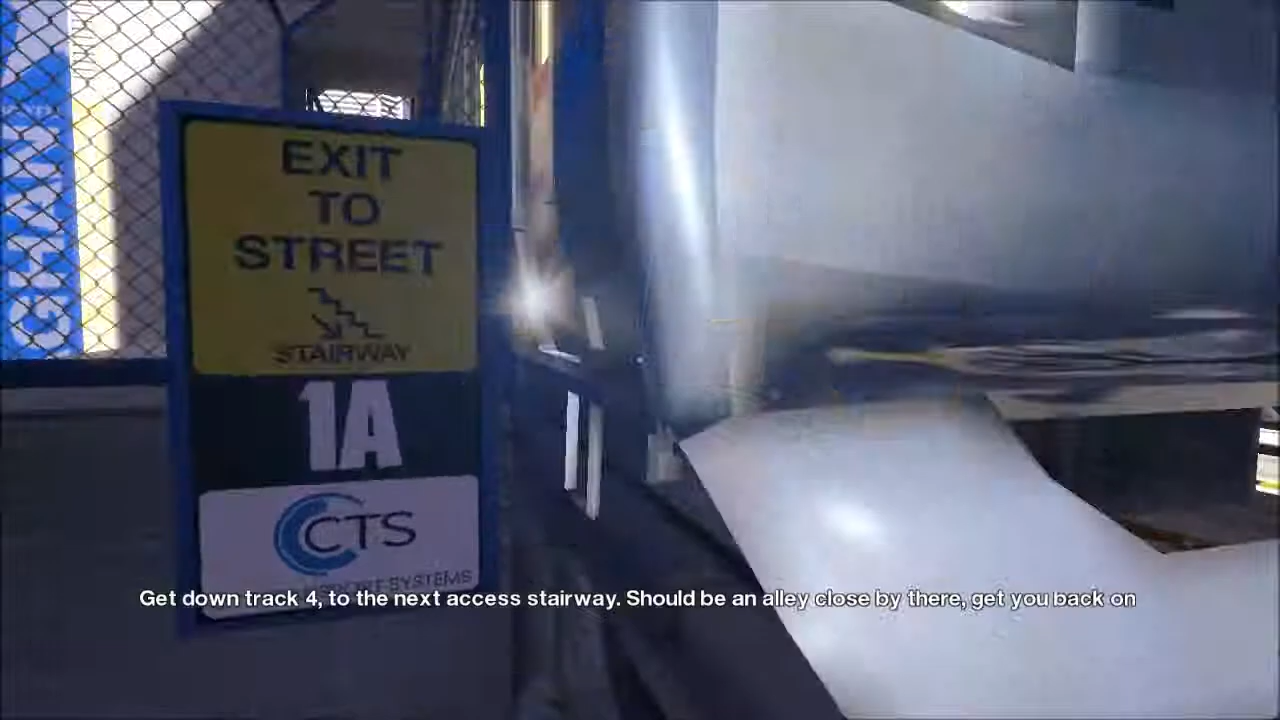 EXIT
TO
STREET
STAIRWAY
1A
CTS
SYSTEMS
Get down track 4, to the next access stairway. Should be an alley close by there, get you back on